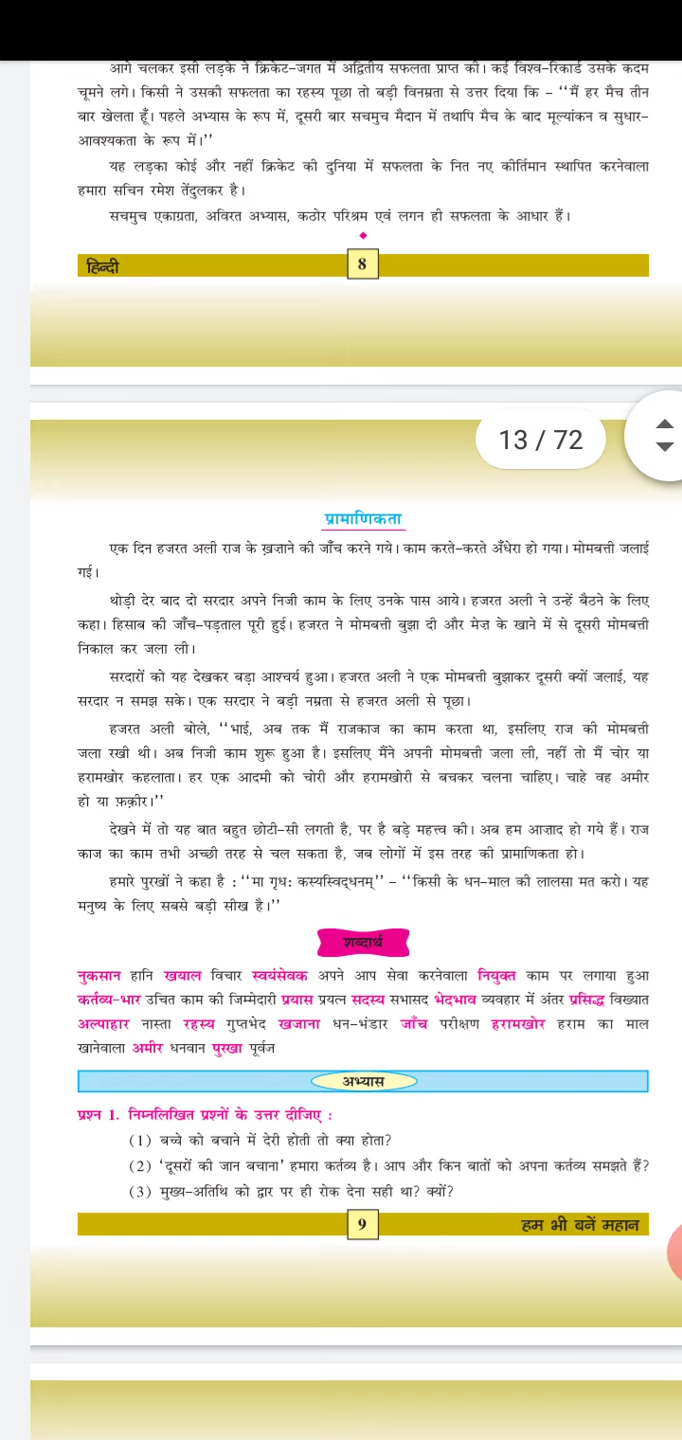 आगे चलकर इसी लड़के ने क्रिकेट-जगत में अद्वितीय सफलता प्राप्त की। कई विश्व-रिकार्ड उसके कदम
चूमने लगे। किसी ने उसकी सफलता का रहस्य पूछा तो बड़ी विनम्रता से उत्तर दिया कि - ‘‘मैं हर मैच तीन
बार खेलता हूँ। पहले अभ्यास के रूप में, दूसरी बार सचमुच मैदान में तथापि मैच के बाद मूल्यांकन व सुधार-
आवश्यकता के रूप में।’’
यह लड़का कोई और नहीं क्रिकेट की दुनिया में सफलता के नित नए कीर्तिमान स्थापित करनेवाला
हमारा सचिन रमेश तेंदुलकर है।
सचमुच एकाग्रता, अविरत अभ्यास, कठोर परिश्रम एवं लगन ही सफलता के आधार हैं।
हिन्दी 8
13 / 72
प्रामाणिकता
एक दिन हजरत अली राज के ख़ज़ाने की जाँच करने गये। काम करते-करते अँधेरा हो गया। मोमबत्ती जलाई
गई।
थोड़ी देर बाद दो सरदार अपने निजी काम के लिए उनके पास आये। हजरत अली ने उन्हें बैठने के लिए
कहा। हिसाब की जाँच-पड़ताल पूरी हुई। हजरत ने मोमबत्ती बुझा दी और मेज़ के खाने में से दूसरी मोमबत्ती
निकाल कर जला ली।
सरदारों को यह देखकर बड़ा आश्चर्य हुआ। हजरत अली ने एक मोमबत्ती बुझाकर दूसरी क्यों जलाई, यह
सरदार न समझ सके। एक सरदार ने बड़ी नम्रता से हजरत अली से पूछा।
हजरत अली बोले, ‘‘भाई, अब तक मैं राजकाज का काम करता था, इसलिए राज की मोमबत्ती
जला रखी थी। अब निजी काम शुरू हुआ है। इसलिए मैंने अपनी मोमबत्ती जला ली, नहीं तो मैं चोर या
हरामखोर कहलाता। हर एक आदमी को चोरी और हरामखोरी से बचकर चलना चाहिए। चाहे वह अमीर
हो या फ़क़ीर।’’
देखने में तो यह बात बहुत छोटी-सी लगती है, पर है बड़े महत्त्व की। अब हम आज़ाद हो गये हैं। राज
काज का काम तभी अच्छी तरह से चल सकता है, जब लोगों में इस तरह की प्रामाणिकता हो।
हमारे पुरखों ने कहा है : ‘‘मा गृधः कस्यस्विद्धनम्’’ - ‘‘किसी के धन-माल की लालसा मत करो। यह
मनुष्य के लिए सबसे बड़ी सीख है।’’
शब्दार्थ
नुकसान हानि खयाल विचार स्वयंसेवक अपने आप सेवा करनेवाला नियुक्त काम पर लगाया हुआ
कर्तव्य-भार उचित काम की जिम्मेदारी प्रयास प्रयत्न सदस्य सभासद भेदभाव व्यवहार में अंतर प्रसिद्ध विख्यात
अल्पाहार नास्ता रहस्य गुप्तभेद खजाना धन-भंडार जाँच परीक्षण हरामखोर हराम का माल
खानेवाला अमीर धनवान पुरखा पूर्वज
अभ्यास
प्रश्न 1. निम्नलिखित प्रश्नों के उत्तर दीजिए :
(1) बच्चे को बचाने में देरी होती तो क्या होता?
(2) ‘दूसरों की जान बचाना’ हमारा कर्तव्य है। आप और किन बातों को अपना कर्तव्य समझते हैं?
(3) मुख्य-अतिथि को द्वार पर ही रोक देना सही था? क्यों?
9 हम भी बनें महान